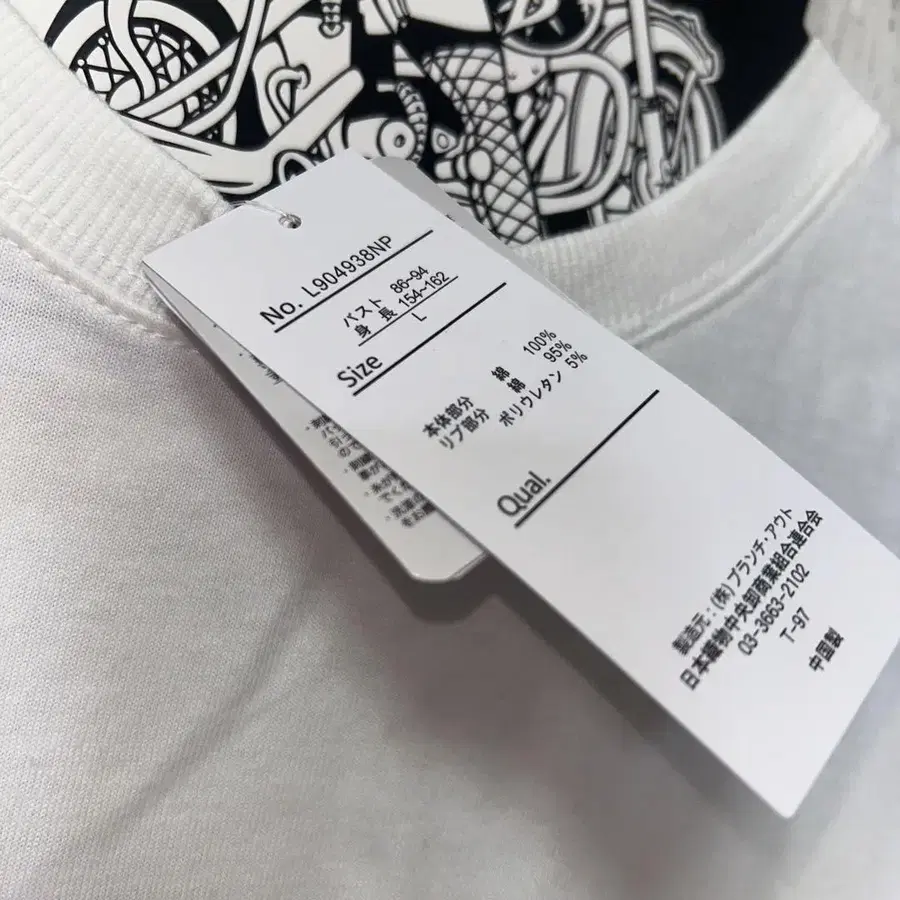 No. L904938NP
バスト 86~94
身 長 154~162
Size L
本体部分 綿 100%
リブ部分 綿 95%
ポリウレタン 5%
Qual.
製造元：(株)ブランチ・アウト
日本織物中央卸商業組合連合会
03-3663-2102
T-97
中国製